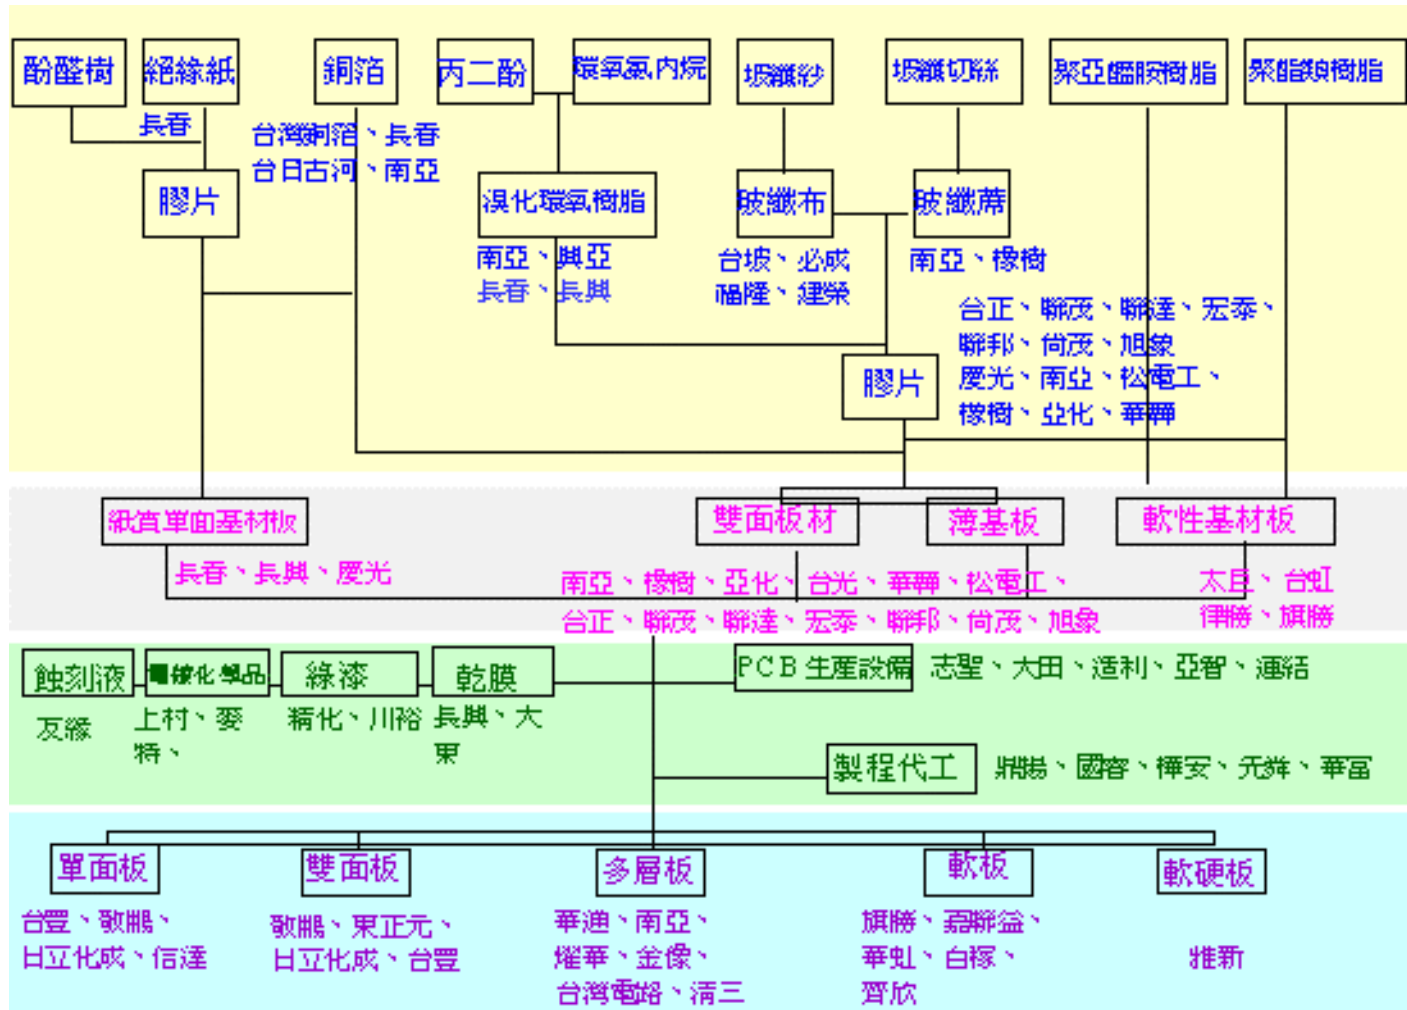 酚醛樹
絕緣紙
銅箔
丙二酚
環氧氯丙烷
玻纖紗
玻纖切絲
聚亞醯胺樹脂
聚酯類樹脂
長春
台灣銅箔、長春
台日古河、南亞
膠片
溴化環氧樹脂
玻纖布
玻纖蓆
南亞、興亞
長春、長興
台玻、必成
福隆、建榮
南亞、橡樹
台正、聯茂、聯達、宏泰、
聯邦、尚茂、旭象
慶光、南亞、松電工、
橡樹、亞化、華韡
膠片
紙質單面基材板
雙面板材
薄基板
軟性基材板
長春、長興、慶光
南亞、橡樹、亞化、台光、華韡、松電工、
台正、聯茂、聯達、宏泰、聯邦、尚茂、旭象
太巨、台虹
律勝、旗勝
蝕刻液
電鍍化學品
綠漆
乾膜
PCB生產設備
志聖、大田、造利、亞智、連結
友緣
上村、麥
特、
精化、川裕
長興、大
東
製程代工
鼎暘、國容、樺安、元舜、華富
單面板
雙面板
多層板
軟板
軟硬板
台豐、敬鵬、
日立化成、信達
敬鵬、東正元、
日立化成、台豐
華通、南亞、
燿華、金像、
台灣電路、清三
旗勝、嘉聯益、
華虹、白稼、
齊欣
雅新